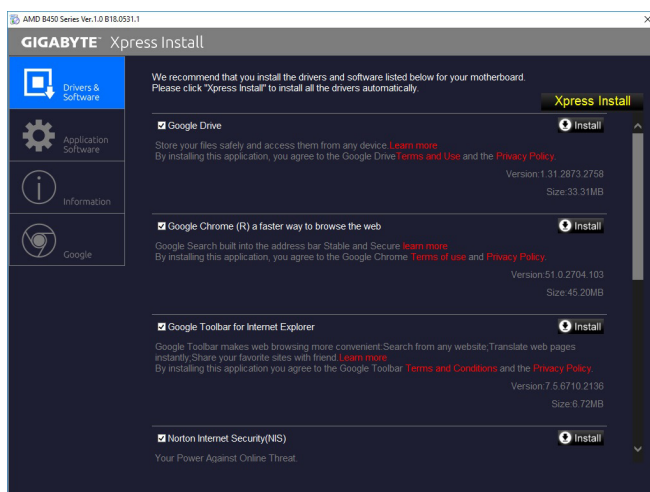 AMD B450 Series Ver.1.0 B18.0531.1
GIGABYTE™ Xpress Install
Drivers &
Software
Application
Software
Information
Google
We recommend that you install the drivers and software listed below for your motherboard.
Please click "Xpress Install" to install all the drivers automatically.
Xpress Install
Google Drive
Install
Store your files safely and access them from any device.Learn more
By installing this application, you agree to the Google DriveTerms and Use and the Privacy Policy.
Version:1.31.2873.2758
Size:33.31MB
Google Chrome (R) a faster way to browse the web
Install
Google Search built into the address bar Stable and Secure learn more
By installing this application, you agree to the Google Chrome Terms of use and Privacy Policy.
Version:51.0.2704.103
Size:45.20MB
Google Toolbar for Internet Explorer
Install
Google Toolbar makes web browsing more convenient:Search from any website;Translate web pages
instantly;Share your favorite sites with friend.Learn more
By installing this application you agree to the Google Toolbar Terms and Conditions and the Privacy Policy.
Version:7.5.6710.2136
Size:6.72MB
Norton Internet Security(NIS)
Install
Your Power Against Online Threat.